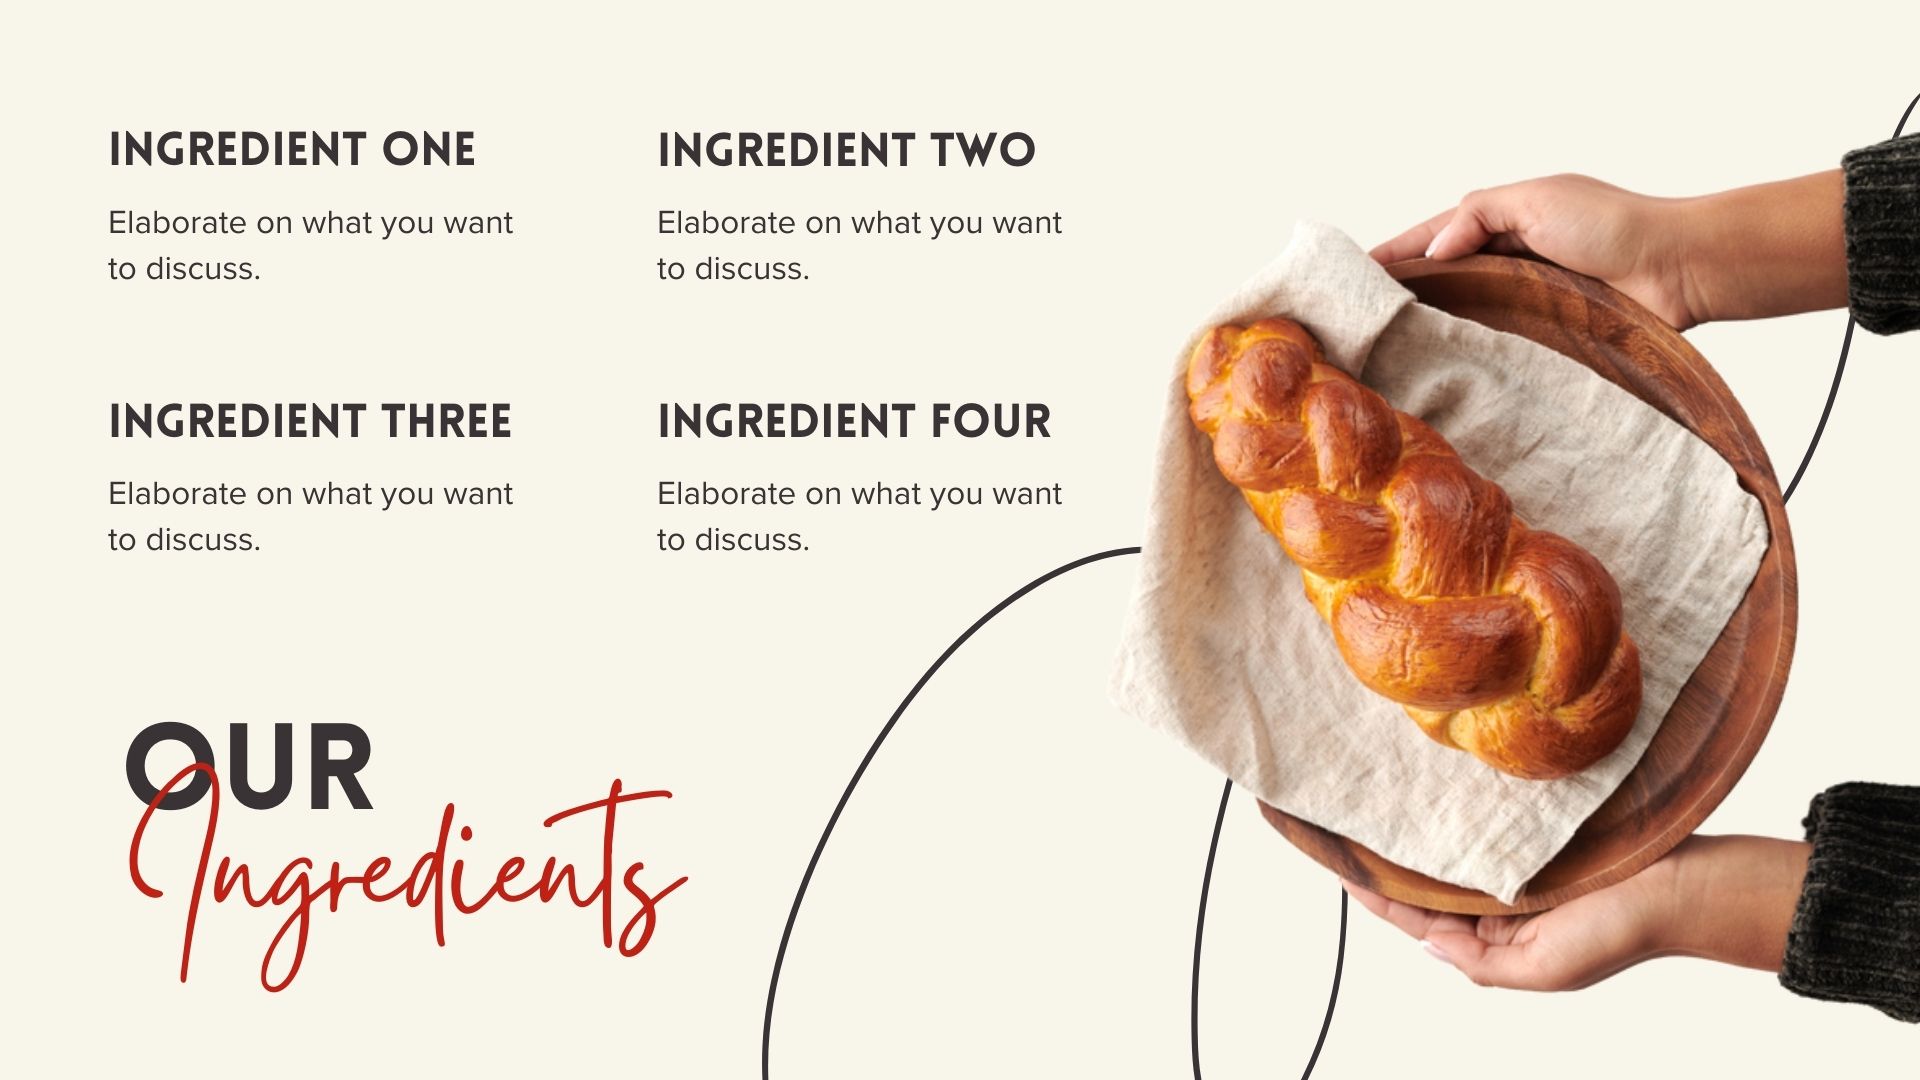 INGREDIENT ONE
Elaborate on what you want
to discuss.
INGREDIENT TWO
Elaborate on what you want
to discuss.
INGREDIENT THREE
Elaborate on what you want
to discuss.
INGREDIENT FOUR
Elaborate on what you want
to discuss.
OUR
Ingredients